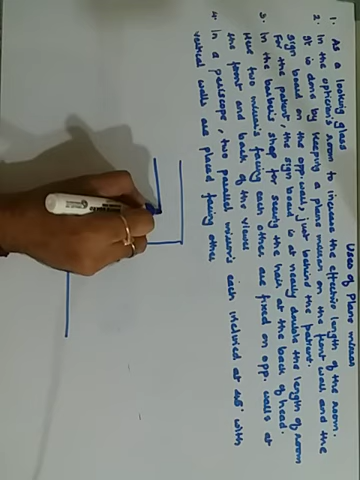 Uses of Plane mirrors
1. As a looking glass
2. In the optician's room to increase the effective length of the room.
It is done by keeping a plane mirror on the front wall and the
sign board on the opp. wall, just behind the patient.
For the patient, the sign board is at nearly double the length of room
3. In the barber's shop for seeing the hair at the back of head.
Here two mirrors facing each other are fixed on opp. walls at
the front and back of the viewer
4. In a periscope, two parallel mirrors each inclined at 45° with
vertical walls are placed facing other